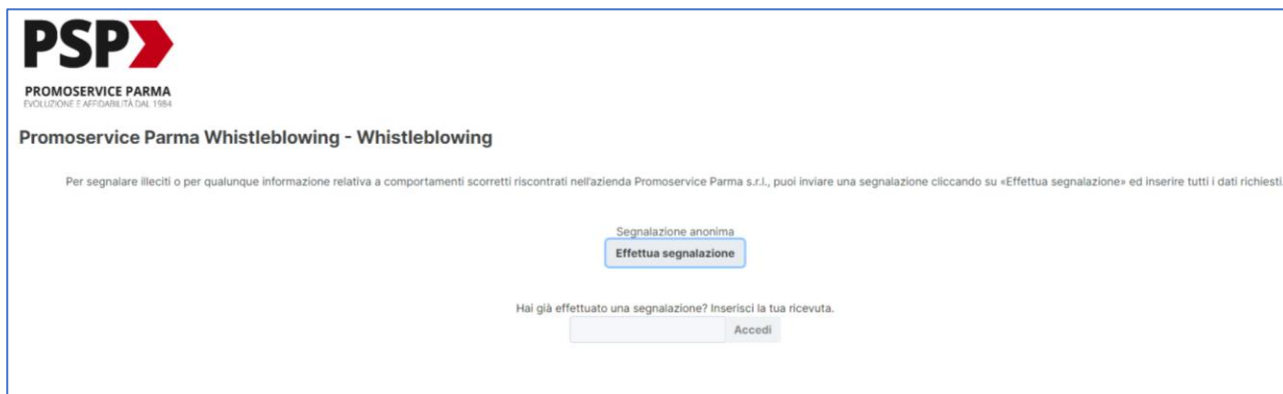 PSP
PROMOSERVICE PARMA
EVOLUZIONE E AFFIDABILITÀ DAL 1984
Promoservice Parma Whistleblowing - Whistleblowing
Per segnalare illeciti o per qualunque informazione relativa a comportamenti scorretti riscontrati nell'azienda Promoservice Parma s.r.l., puoi inviare una segnalazione cliccando su «Effettua segnalazione» ed inserire tutti i dati richiesti.
Segnalazione anonima
Effettua segnalazione
Hai già effettuato una segnalazione? Inserisci la tua ricevuta.
Accedi